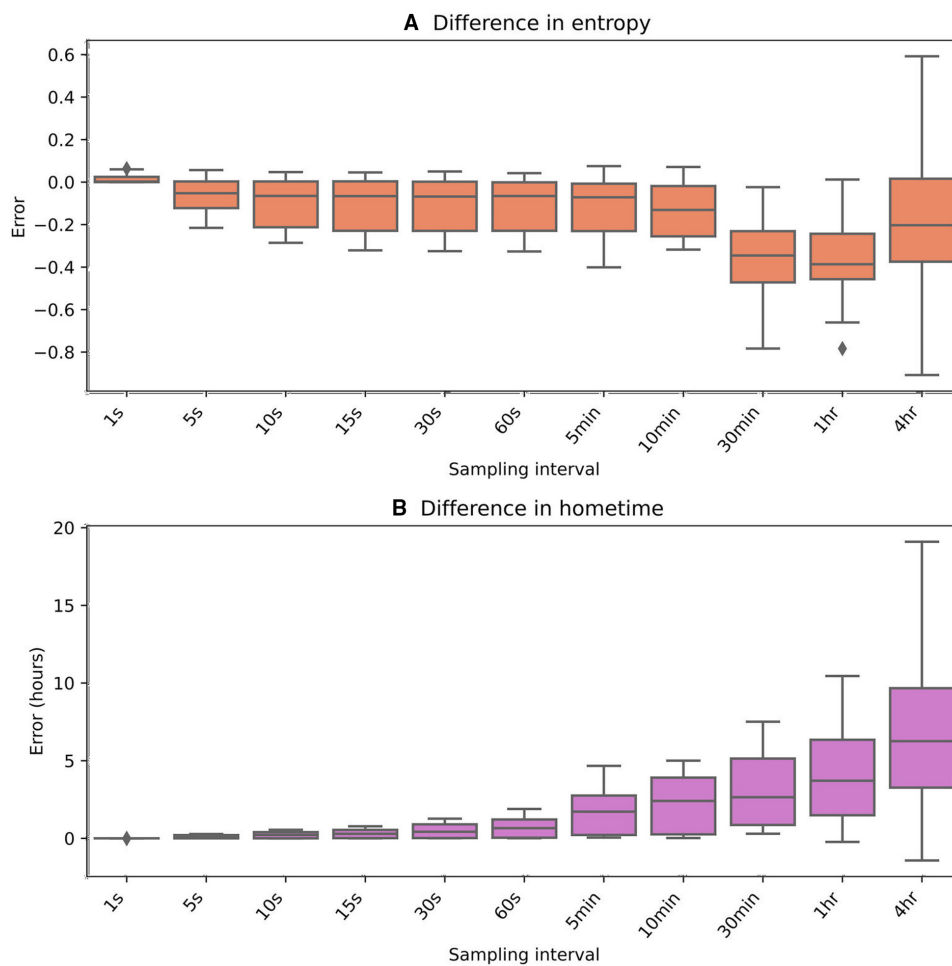 A Difference in entropy
0.6
0.4
0.2
0.0
−0.2
−0.4
−0.6
−0.8
Error
1s 5s 10s 15s 30s 60s 5min 10min 30min 1hr 4hr
Sampling interval
B Difference in hometime
20
15
10
5
0
Error (hours)
1s 5s 10s 15s 30s 60s 5min 10min 30min 1hr 4hr
Sampling interval